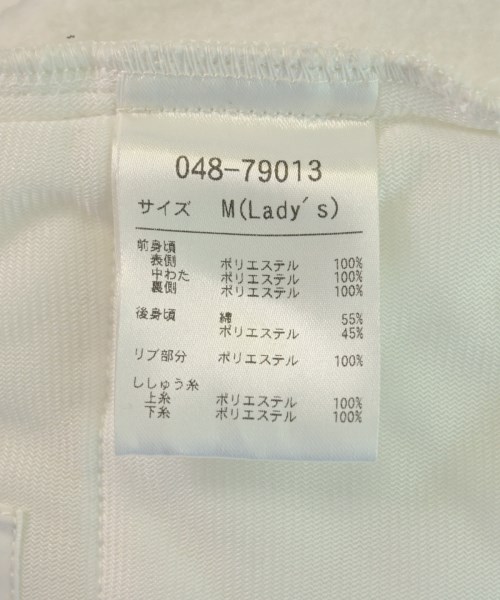 048-79013
サイズ M(Lady's)
前身頃
表側 ポリエステル 100%
中わた ポリエステル 100%
裏側 ポリエステル 100%
後身頃 綿 55%
ポリエステル 45%
リブ部分 ポリエステル 100%
ししゅう糸
上糸 ポリエステル 100%
下糸 ポリエステル 100%